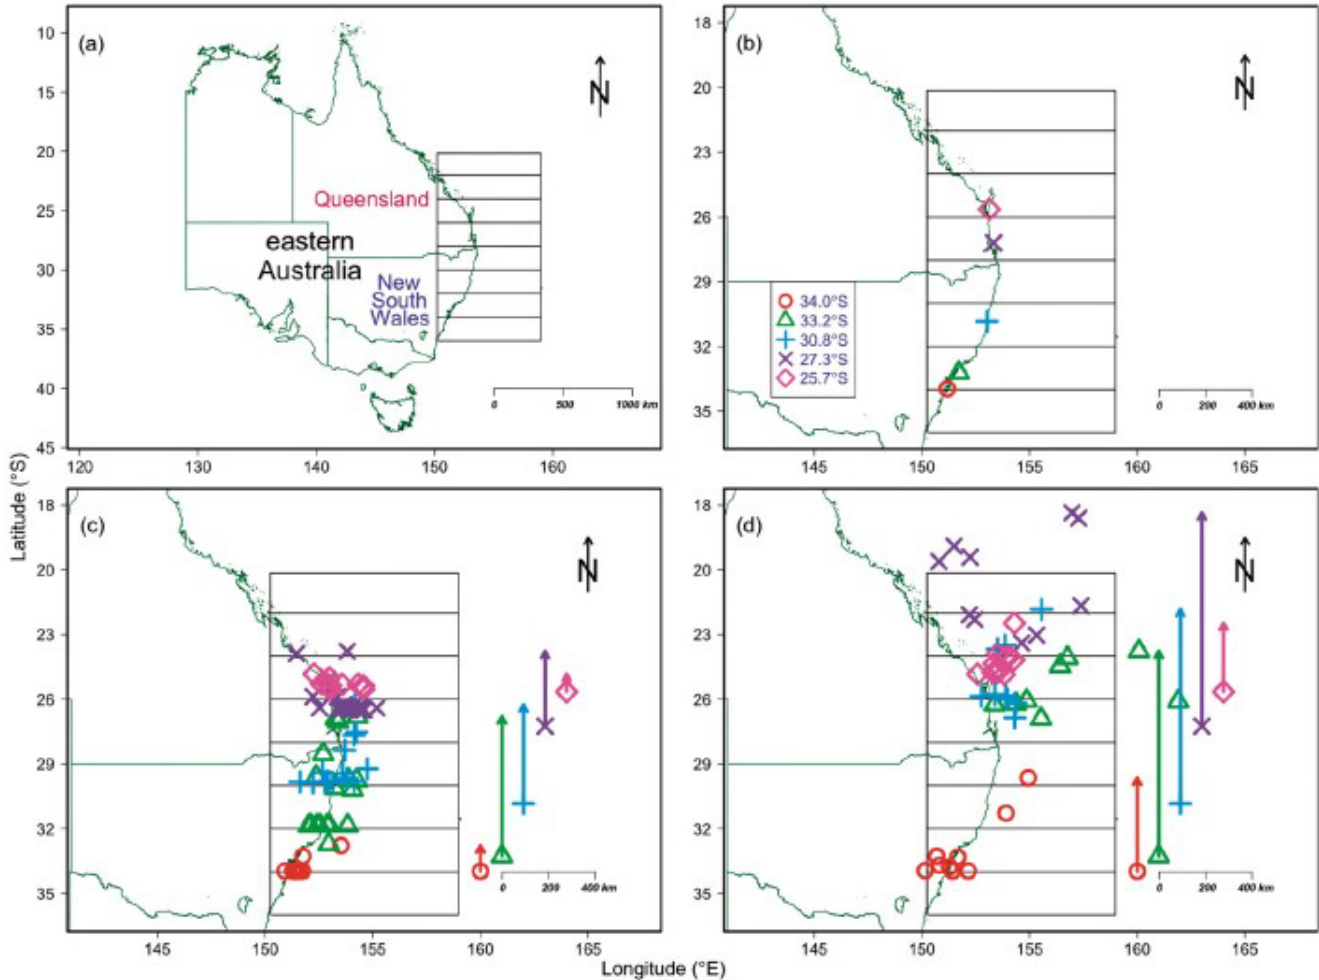 (a)
N
Queensland
eastern
Australia
New
South
Wales
0 500 1000 km
10
15
20
25
30
35
40
45
120 130 140 150 160
(b)
N
34.0°S
33.2°S
30.8°S
27.3°S
25.7°S
0 200 400 km
18
20
23
26
29
32
35
145 150 155 160 165
Latitude (°S)
(c)
N
0 200 400 km
18
20
23
26
29
32
35
145 150 155 160 165
(d)
N
0 200 400 km
18
20
23
26
29
32
35
145 150 155 160 165
Longitude (°E)